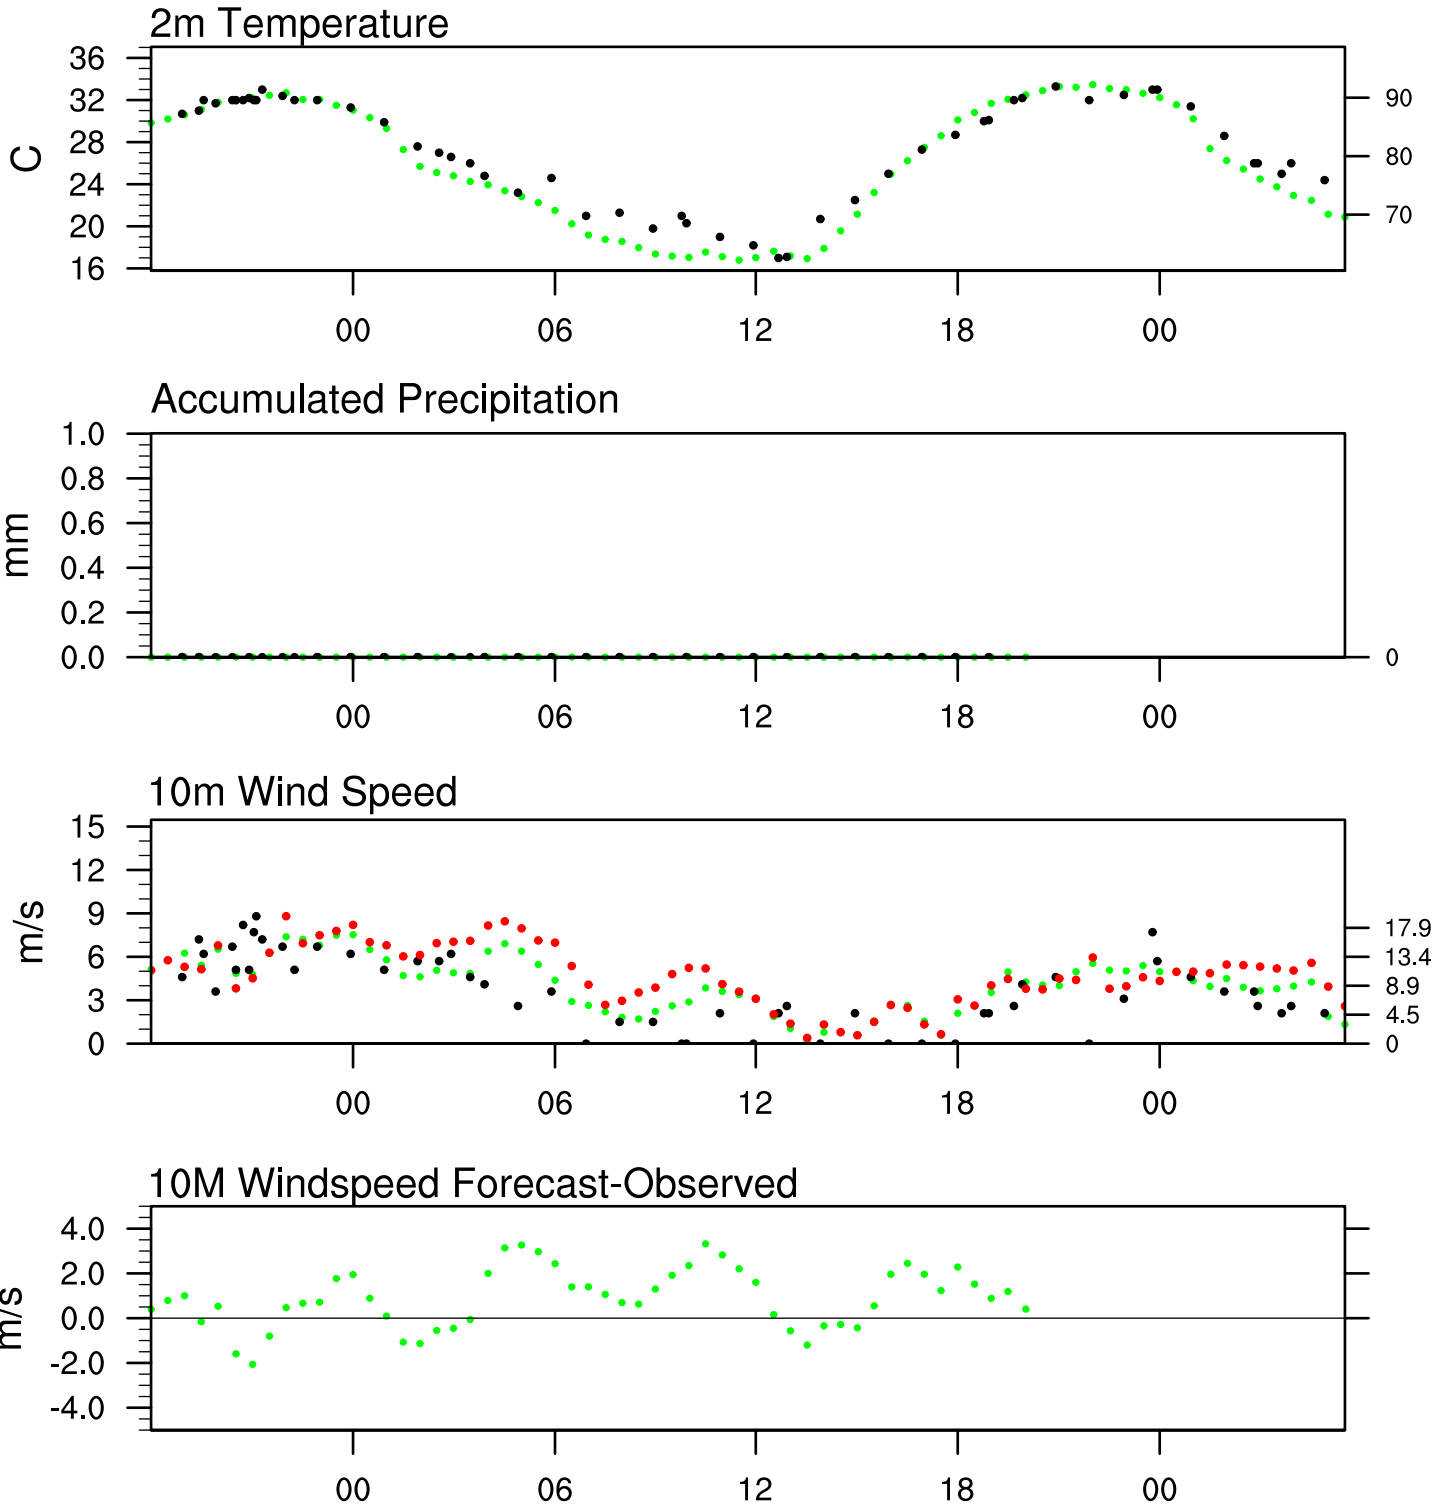 2m Temperature
36
32
28
24
20
16
C
90
80
70
00 06 12 18 00
Accumulated Precipitation
1.0
0.8
0.6
0.4
0.2
0.0
mm
0
00 06 12 18 00
10m Wind Speed
15
12
9
6
3
0
m/s
17.9
13.4
8.9
4.5
0
00 06 12 18 00
10M Windspeed Forecast-Observed
4.0
2.0
0.0
-2.0
-4.0
m/s
00 06 12 18 00